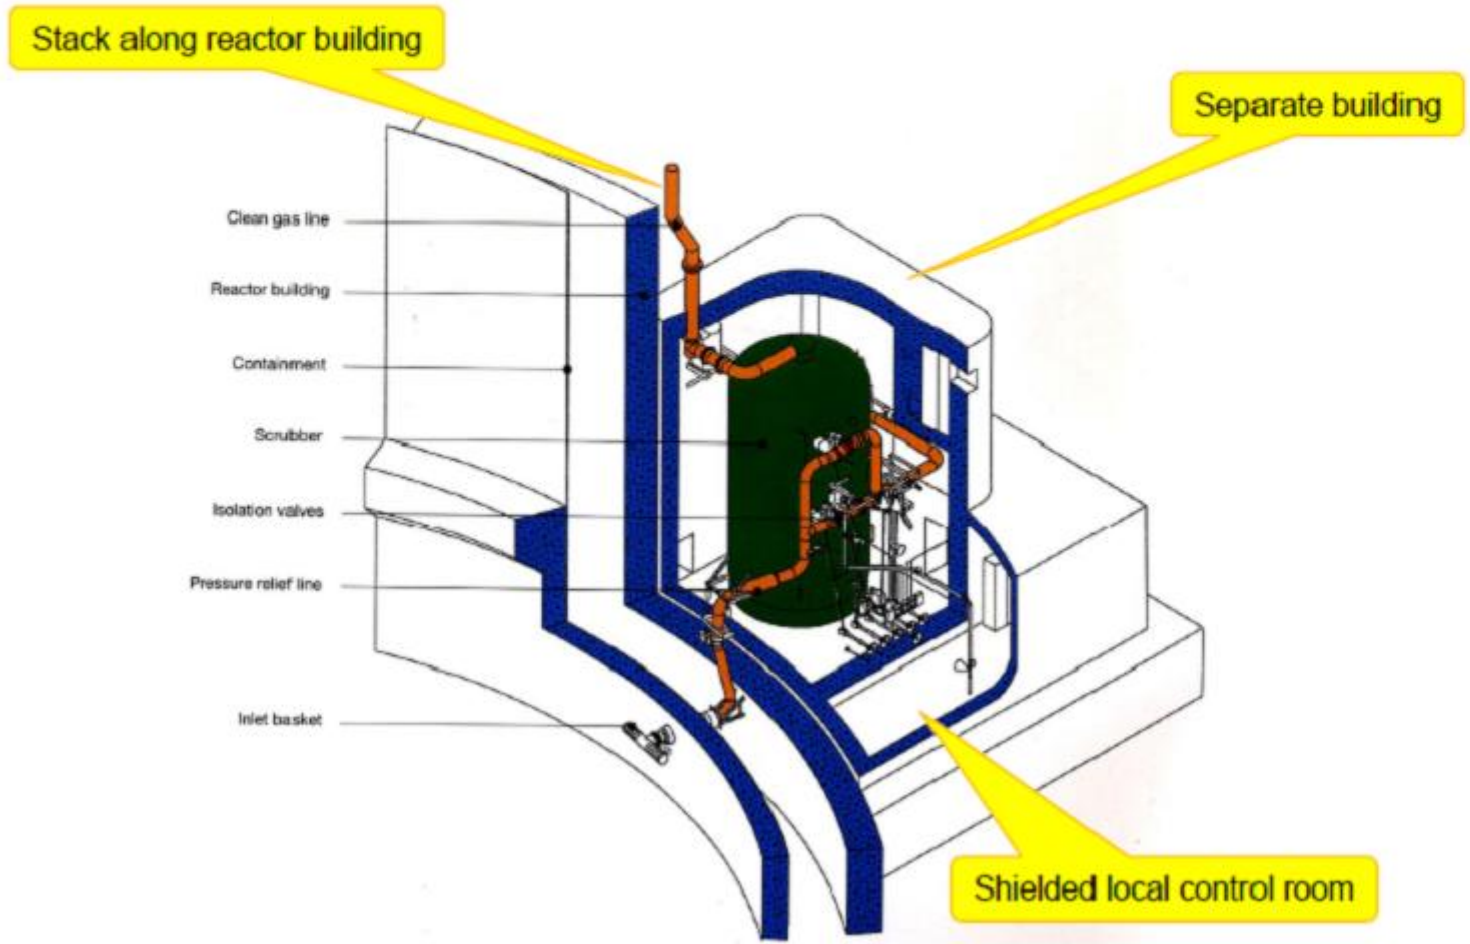 Stack along reactor building
Separate building
Clean gas line
Reactor building
Containment
Scrubber
Isolation valves
Pressure relief line
Inlet basket
Shielded local control room